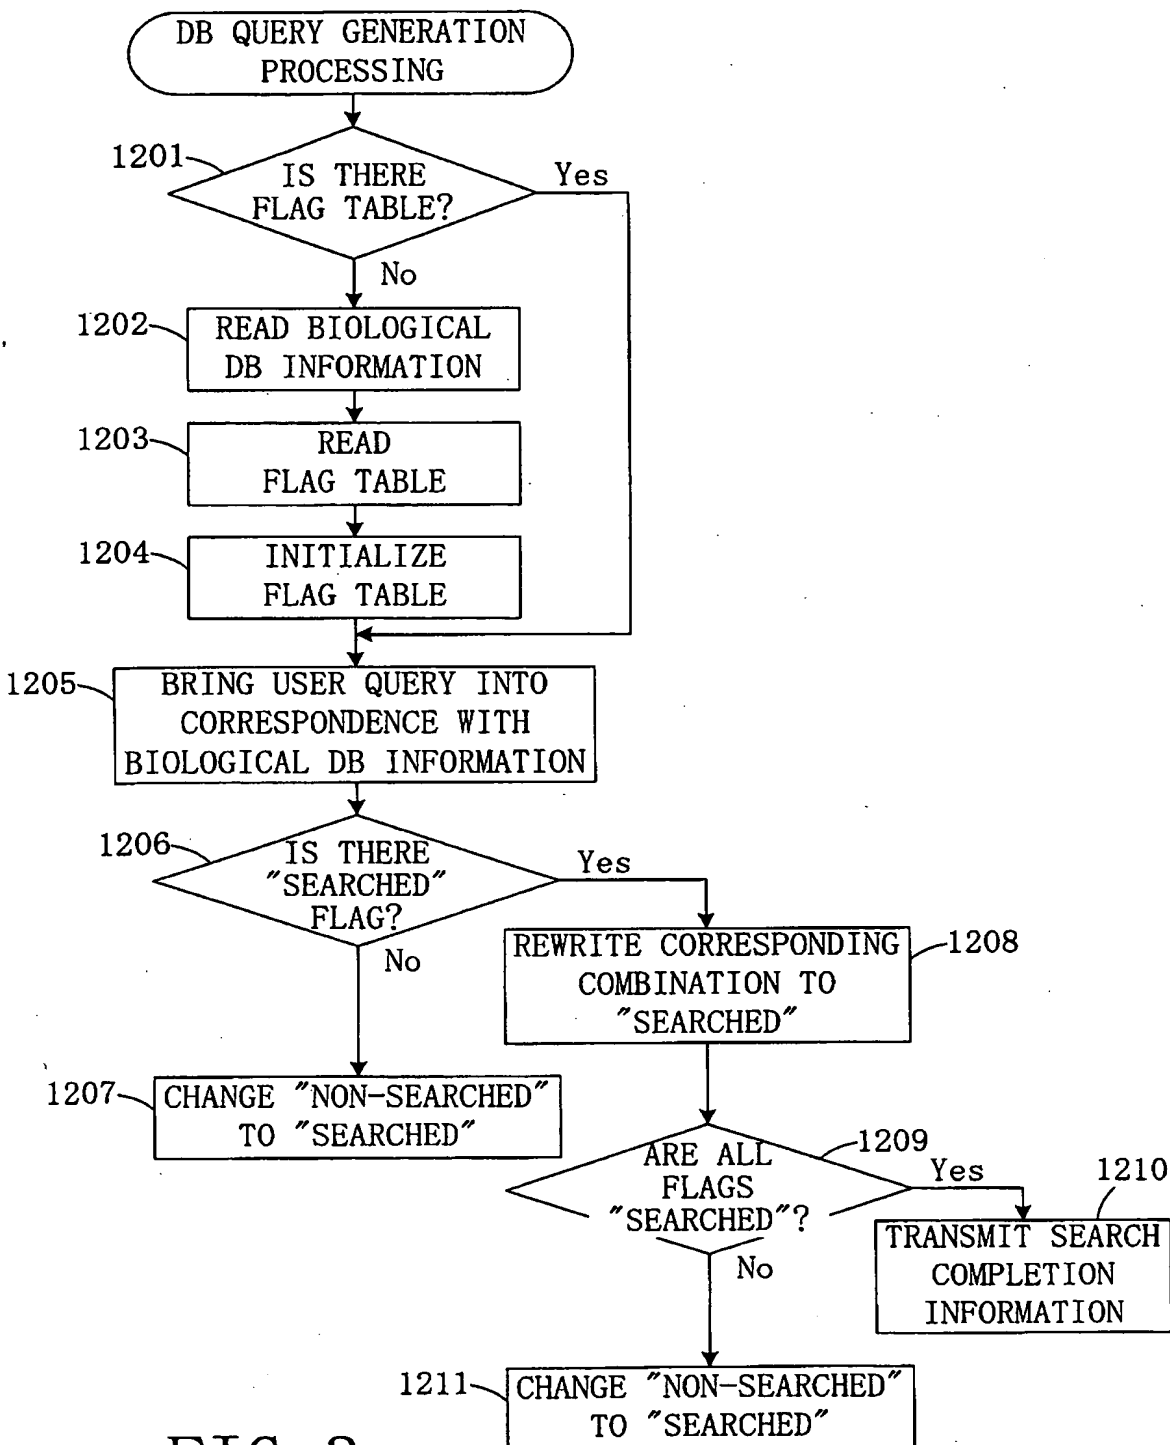 DB QUERY GENERATION
PROCESSING
1201
IS THERE
FLAG TABLE?
Yes
No
1202
READ BIOLOGICAL
DB INFORMATION
1203
READ
FLAG TABLE
1204
INITIALIZE
FLAG TABLE
1205
BRING USER QUERY INTO
CORRESPONDENCE WITH
BIOLOGICAL DB INFORMATION
1206
IS THERE
"SEARCHED"
FLAG?
Yes
No
REWRITE CORRESPONDING
COMBINATION TO
"SEARCHED"
1208
1207
CHANGE "NON-SEARCHED"
TO "SEARCHED"
ARE ALL
FLAGS
"SEARCHED"?
1209
Yes
1210
No
TRANSMIT SEARCH
COMPLETION
INFORMATION
1211
CHANGE "NON-SEARCHED"
TO "SEARCHED"